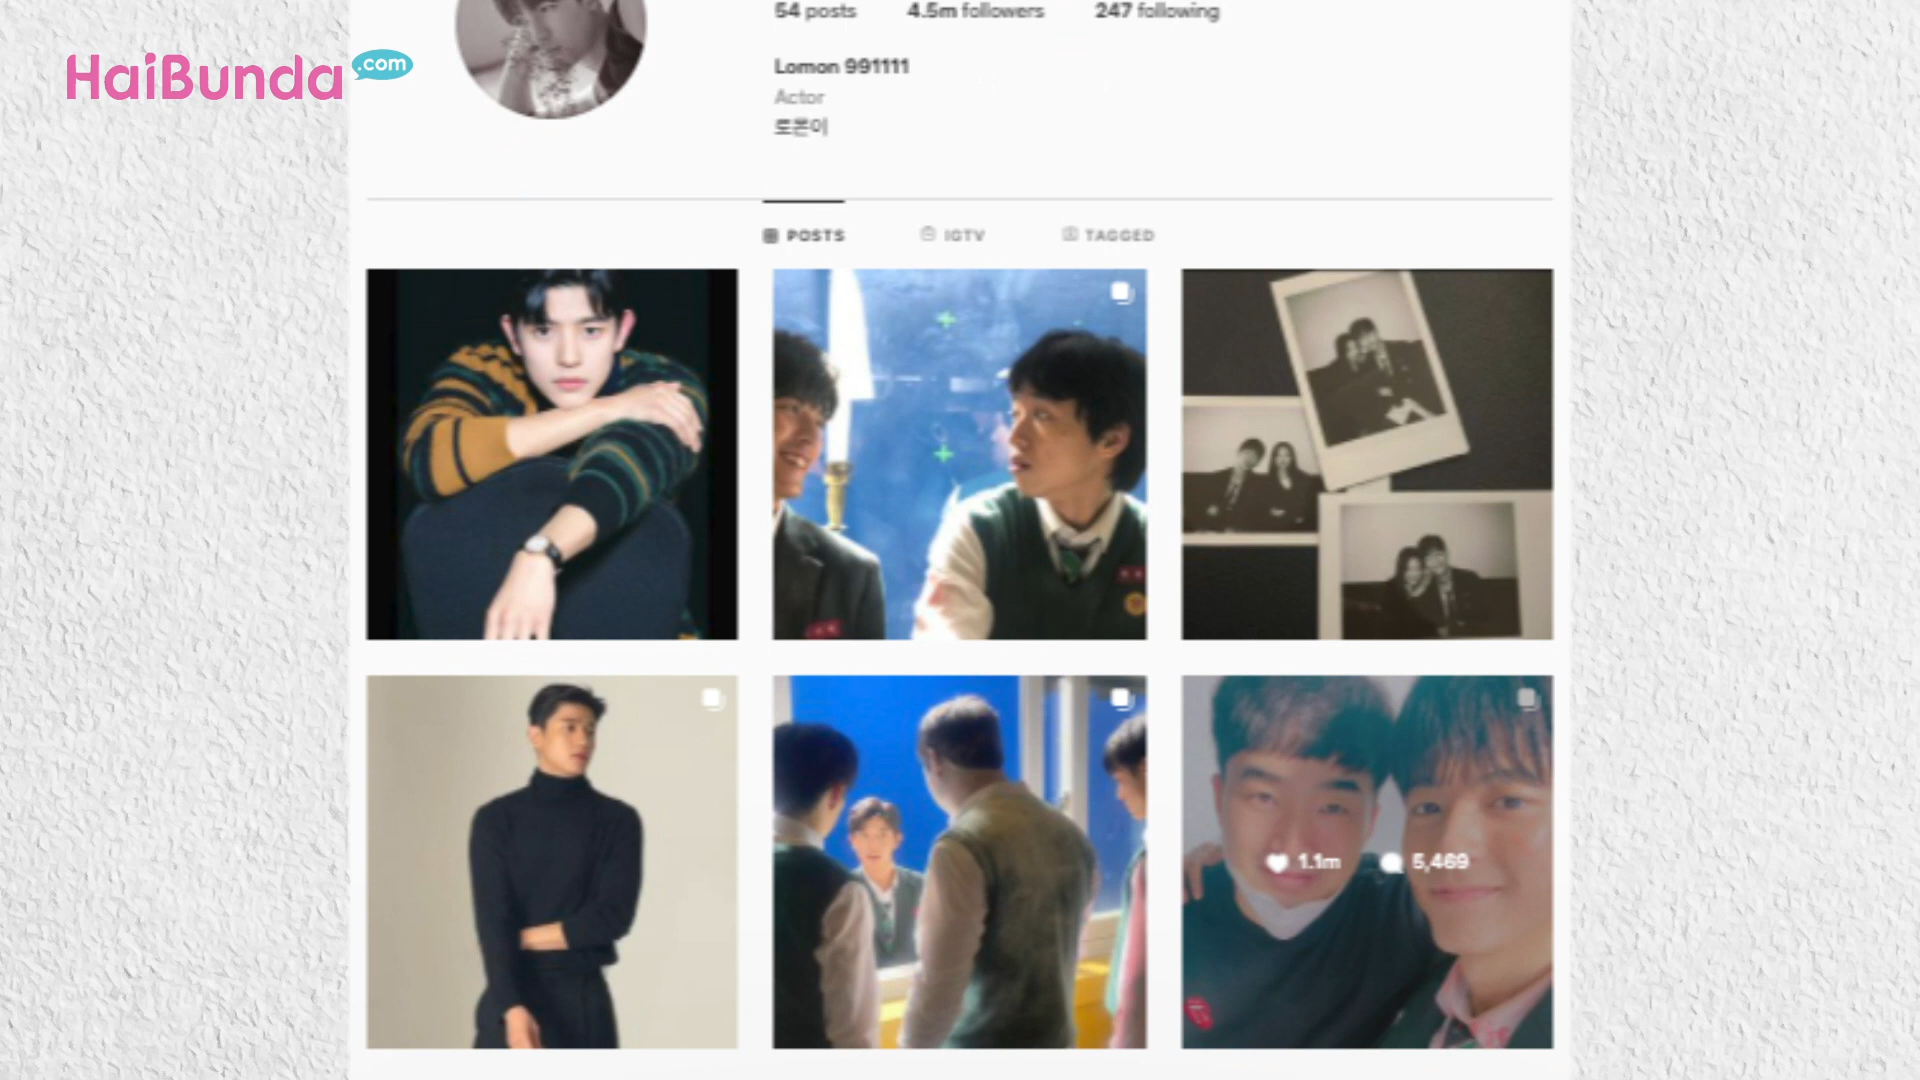 54 posts 4.5m followers 247 following
HaiBunda.com
Lomon 991111
Actor
로몬이
POSTS IGTV TAGGED
1.1m 5,469